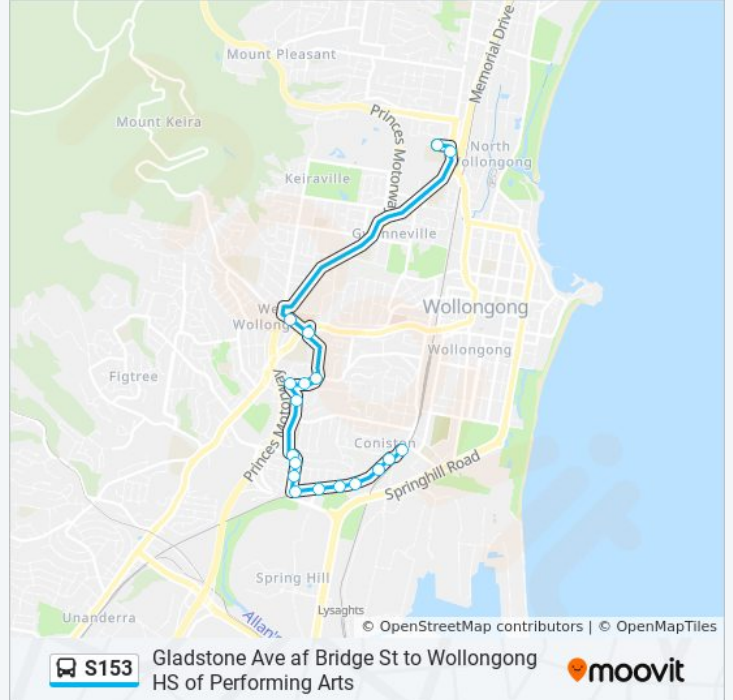 Mount Pleasant
Memorial Drive
Mount Keira
Princes Motorway
North
Wollongong
Keiraville
Gwynneville
West
Wollongong
Wollongong
Wollongong
Figtree
Princes Motorway
Coniston
Springhill Road
Spring Hill
Lysaghts
Unanderra
Allan's
© OpenStreetMap contributors | © OpenMapTiles
S153
Gladstone Ave af Bridge St to Wollongong
HS of Performing Arts
moovit